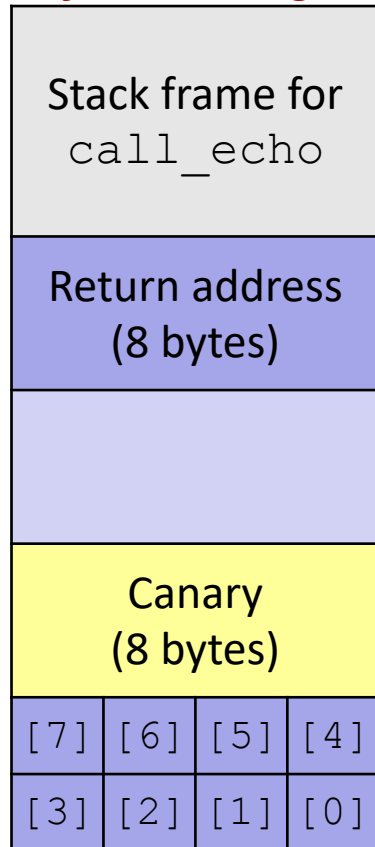 Stack frame for
call_echo
Return address
(8 bytes)
Canary
(8 bytes)
[7] [6] [5] [4]
[3] [2] [1] [0]